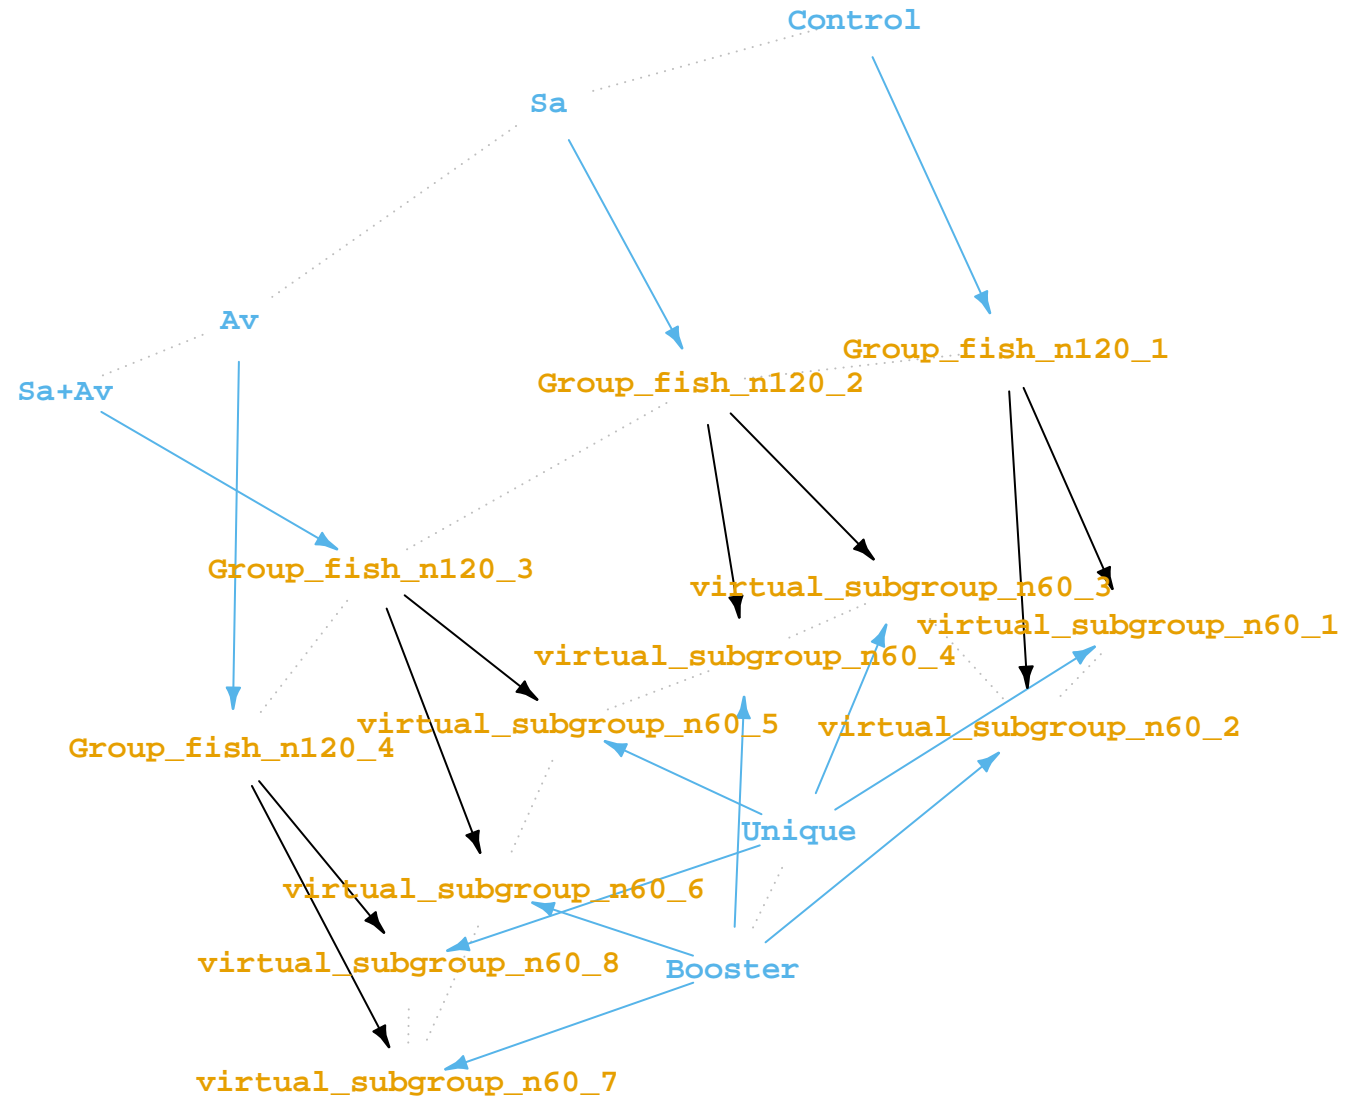 Control
Sa
Av
Group_fish_n120_1
Group_fish_n120_2
Sa+Av
Group_fish_n120_3
virtual_subgroup_n60_3
virtual_subgroup_n60_1
virtual_subgroup_n60_4
virtual_subgroup_n60_5
virtual_subgroup_n60_2
Group_fish_n120_4
Unique
virtual_subgroup_n60_6
virtual_subgroup_n60_8
Booster
virtual_subgroup_n60_7